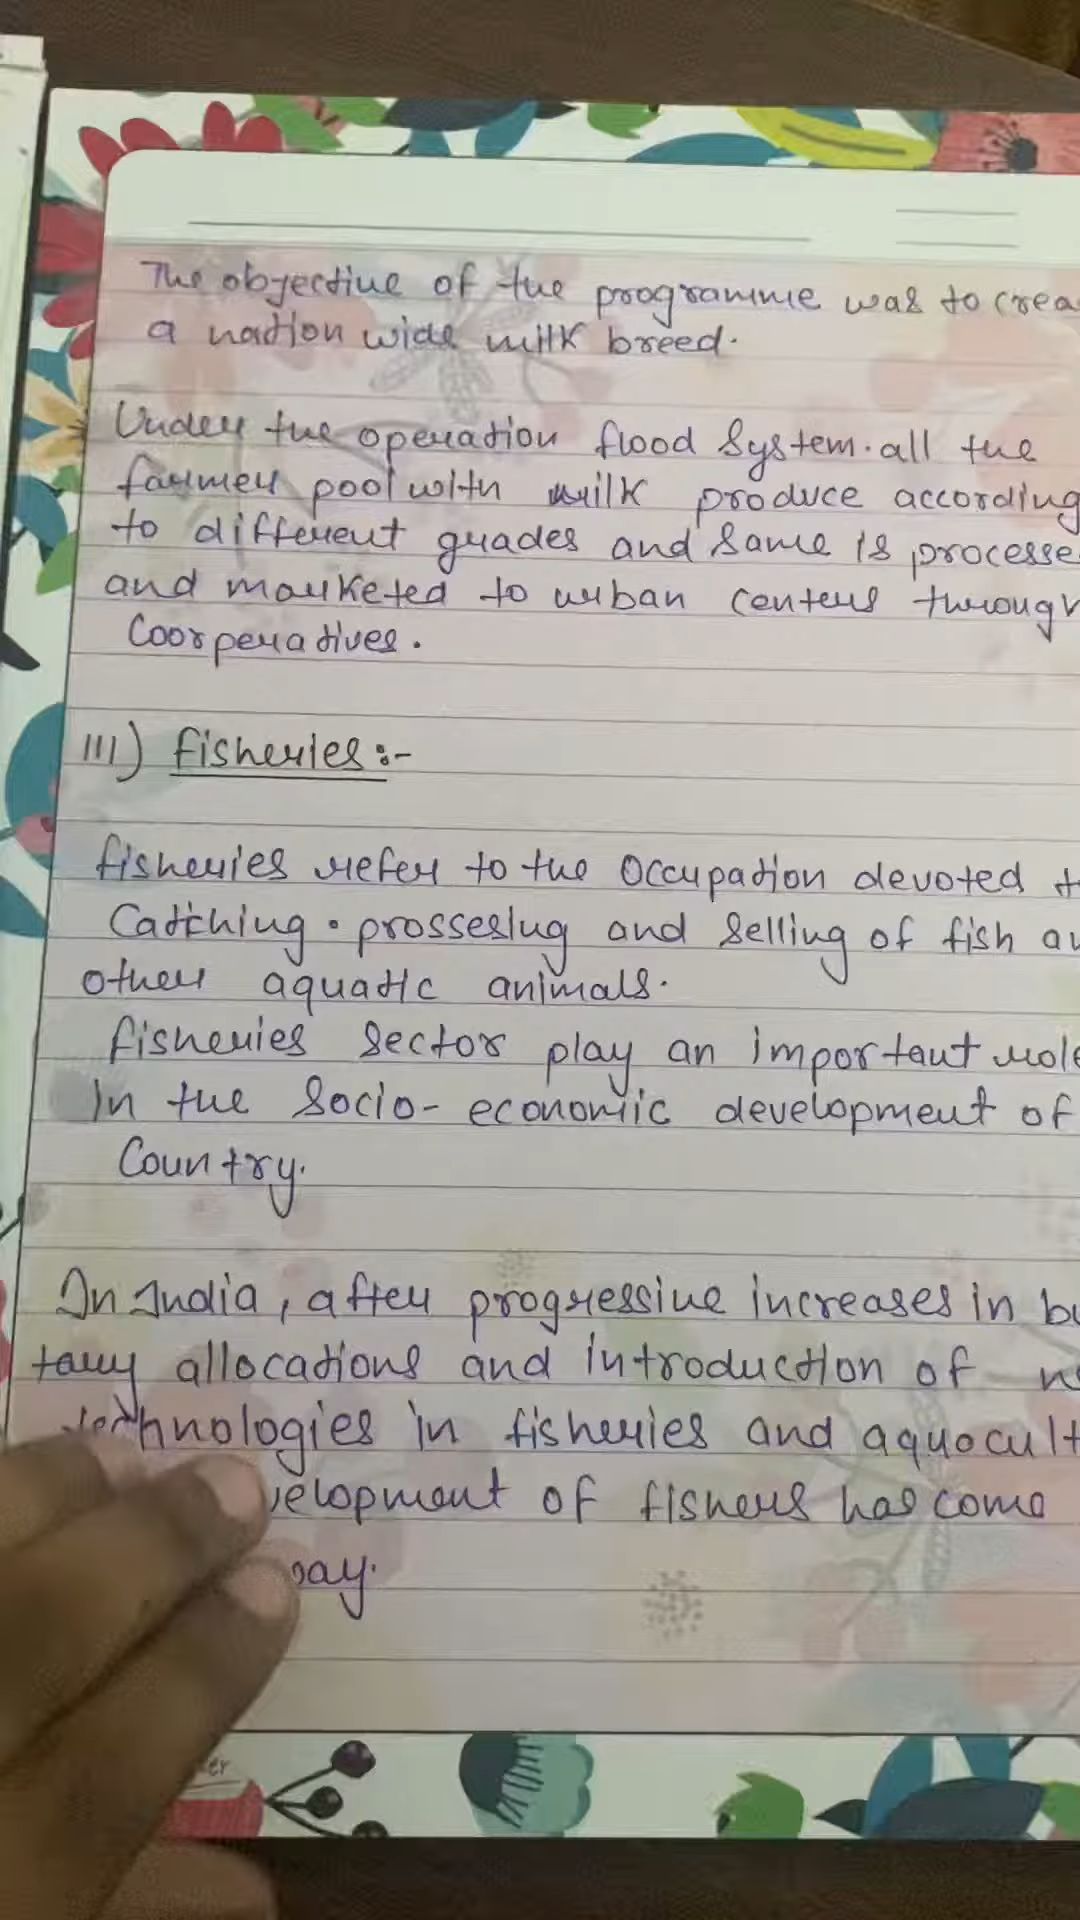 The objective of the programme was to crea
a nation wide milk breed.
Under the operation flood System. all the
farmer pool with milk produce according
to different grades and same is processe
and marketed to urban centers through
Coorperatives.
III) fisheries :-
fisheries refer to the Occupation devoted t
Catching. prossesing and selling of fish an
other aquatic animals.
fisheries sector play an important role
In the Socio- economic development of
Country.
In India, after progressive increases in bu
tary allocations and introduction of ne
technologies in fisheries and aquocult
velopment of fishers has come
way.